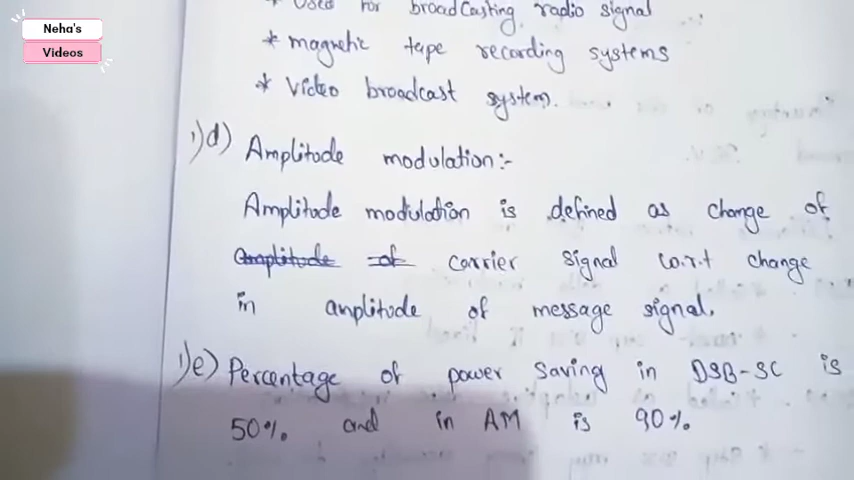 Neha's
Videos
* Used for broadCasting radio signal
* magnetic tape recording systems
* Video broadcast system.
1)d) Amplitude modulation:-
Amplitude modulation is defined as change of
amplitude of carrier signal w.r.t change
in amplitude of message signal.
1)e) Percentage of power saving in DSB-SC is
50%. and in AM is 90%.